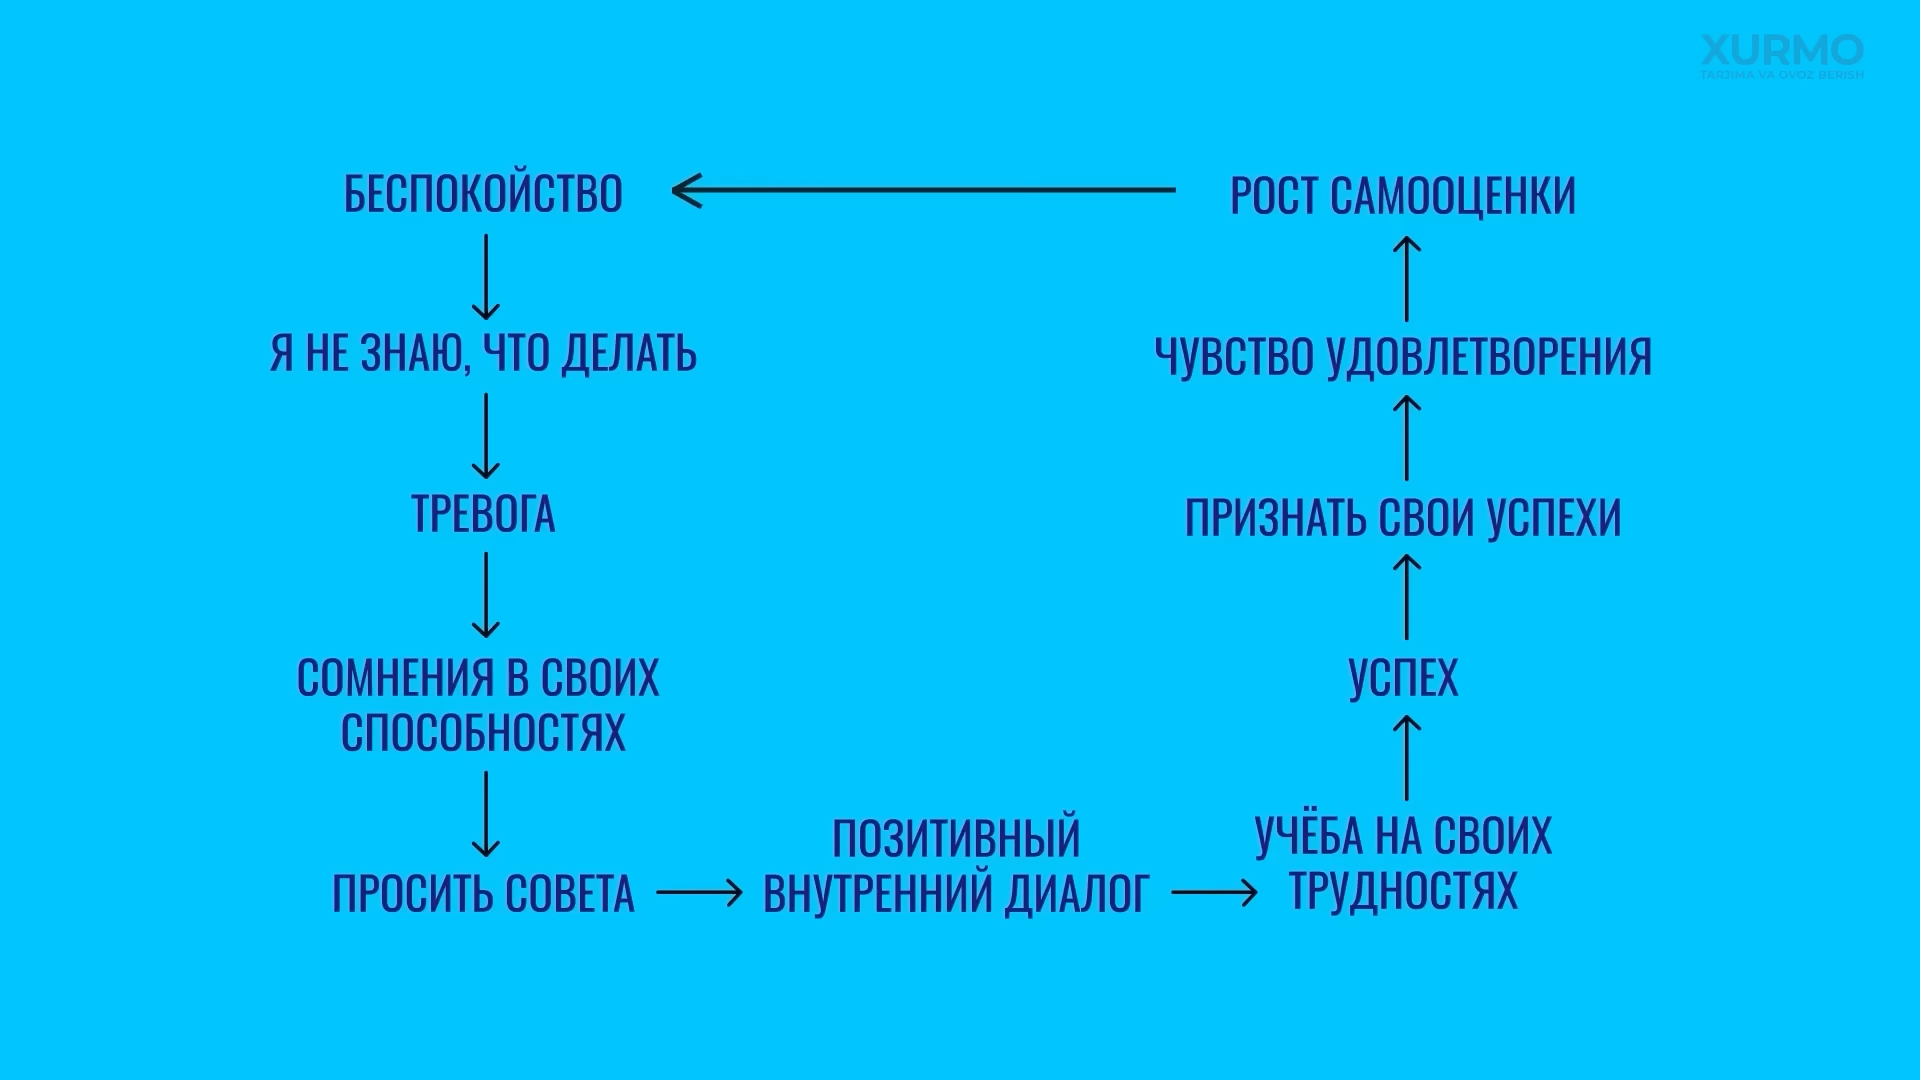 XURMO
TARJIMA VA OVOZ BERISH
БЕСПОКОЙСТВО
Я НЕ ЗНАЮ, ЧТО ДЕЛАТЬ
ТРЕВОГА
СОМНЕНИЯ В СВОИХ
СПОСОБНОСТЯХ
ПРОСИТЬ СОВЕТА
ПОЗИТИВНЫЙ
ВНУТРЕННИЙ ДИАЛОГ
УЧЁБА НА СВОИХ
ТРУДНОСТЯХ
УСПЕХ
ПРИЗНАТЬ СВОИ УСПЕХИ
ЧУВСТВО УДОВЛЕТВОРЕНИЯ
РОСТ САМООЦЕНКИ